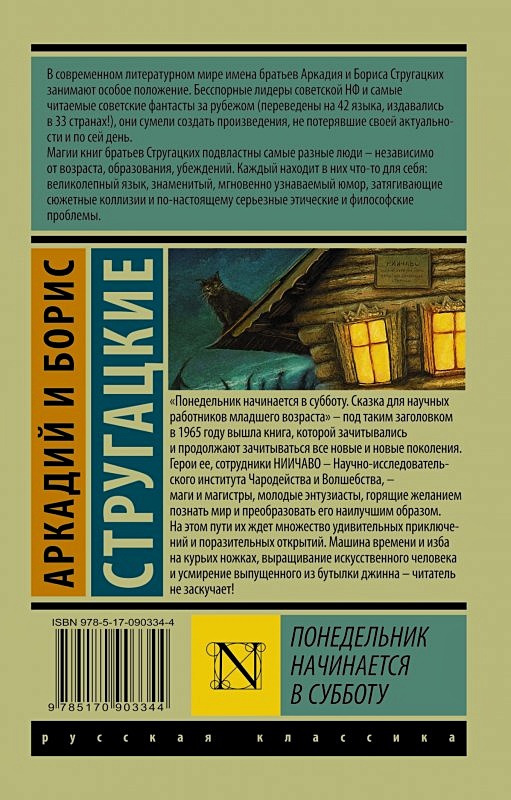 В современном литературном мире имена братьев Аркадия и Бориса Стругацких
занимают особое положение. Бесспорные лидеры советской НФ и самые
читаемые советские фантасты за рубежом (переведены на 42 языка, издавались
в 33 странах!), они сумели создать произведения, не потерявшие своей актуально-
сти и по сей день.
Магии книг братьев Стругацких подвластны самые разные люди – независимо
от возраста, образования, убеждений. Каждый находит в них что-то для себя:
великолепный язык, знаменитый, мгновенно узнаваемый юмор, затягивающие
сюжетные коллизии и по-настоящему серьезные этические и философские
проблемы.
АРКАДИЙ И БОРИС
СТРУГАЦКИЕ
НИИЧАВО
«Понедельник начинается в субботу. Сказка для научных
работников младшего возраста» – под таким заголовком
в 1965 году вышла книга, которой зачитывались
и продолжают зачитываться все новые и новые поколения.
Герои ее, сотрудники НИИЧАВО – Научно-исследователь-
ского института Чародейства и Волшебства, –
маги и магистры, молодые энтузиасты, горящие желанием
познать мир и преобразовать его наилучшим образом.
На этом пути их ждет множество удивительных приключе-
ний и поразительных открытий. Машина времени и изба
на курьих ножках, выращивание искусственного человека
и усмирение выпущенного из бутылки джинна – читатель
не заскучает!
ISBN 978-5-17-090334-4
9 785170 903344
N
ПОНЕДЕЛЬНИК
НАЧИНАЕТСЯ
В СУББОТУ
русская классика